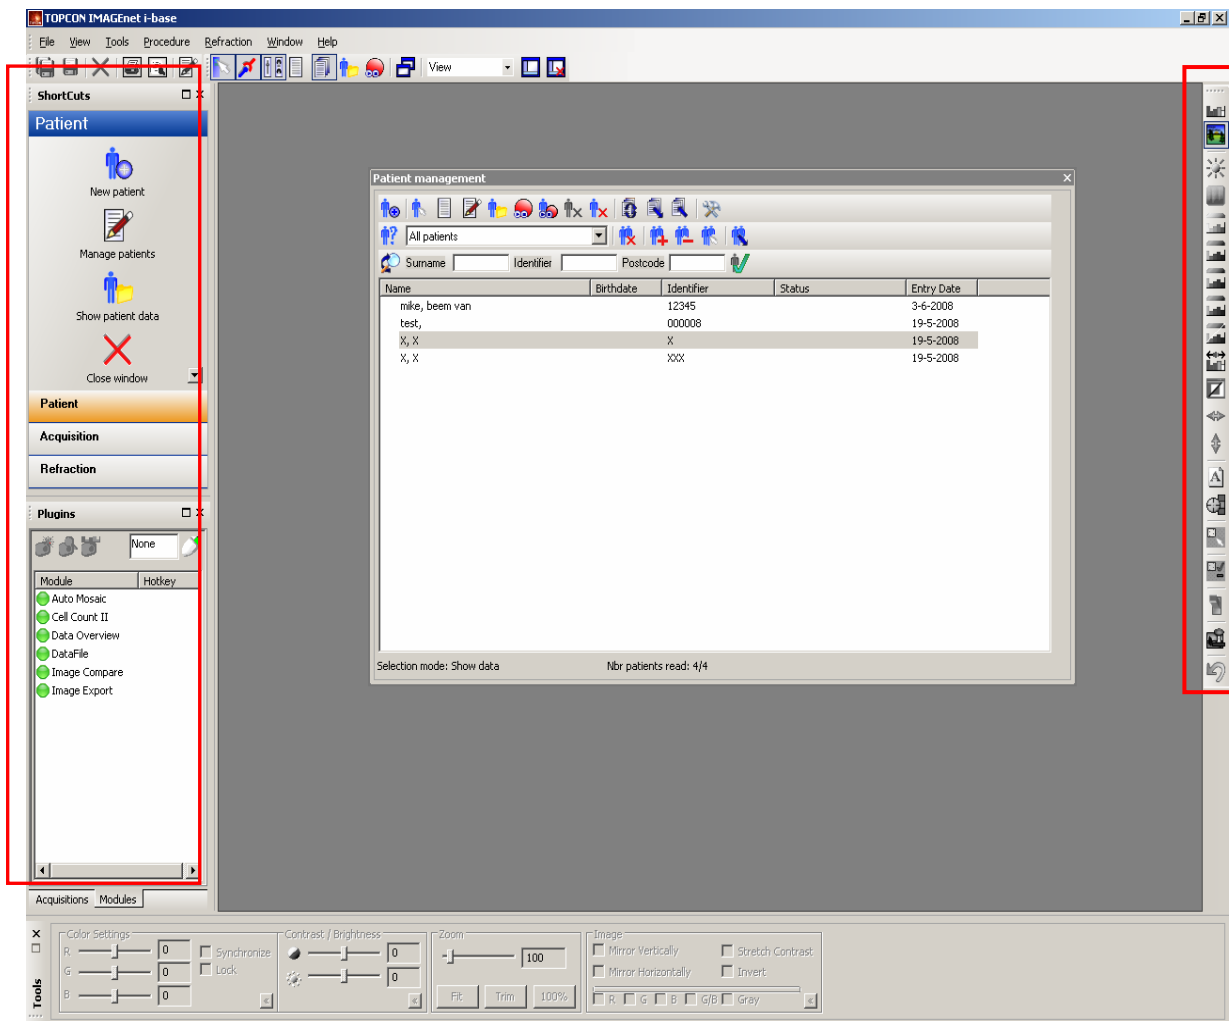 TOPCON IMAGEnet i-base
File View Tools Procedure Refraction Window Help
View
ShortCuts
Patient
New patient
Manage patients
Show patient data
Close window
Patient
Acquisition
Refraction
Plugins
None
Module Hotkey
Auto Mosaic
Cell Count II
Data Overview
DataFile
Image Compare
Image Export
Acquisitions Modules
Patient management
All patients
Surname Identifier Postcode
Name Birthdate Identifier Status Entry Date
mike, beem van 12345 3-6-2008
test, 000008 19-5-2008
X, X X 19-5-2008
X, X XXX 19-5-2008
Selection mode: Show data Nbr patients read: 4/4
Tools
Color Settings
R 0 Synchronize
G 0 Lock
B 0
Contrast / Brightness
0
0
Zoom
100
Fit Trim 100%
Image
Mirror Vertically Stretch Contrast
Mirror Horizontally Invert
R G B G/B Gray